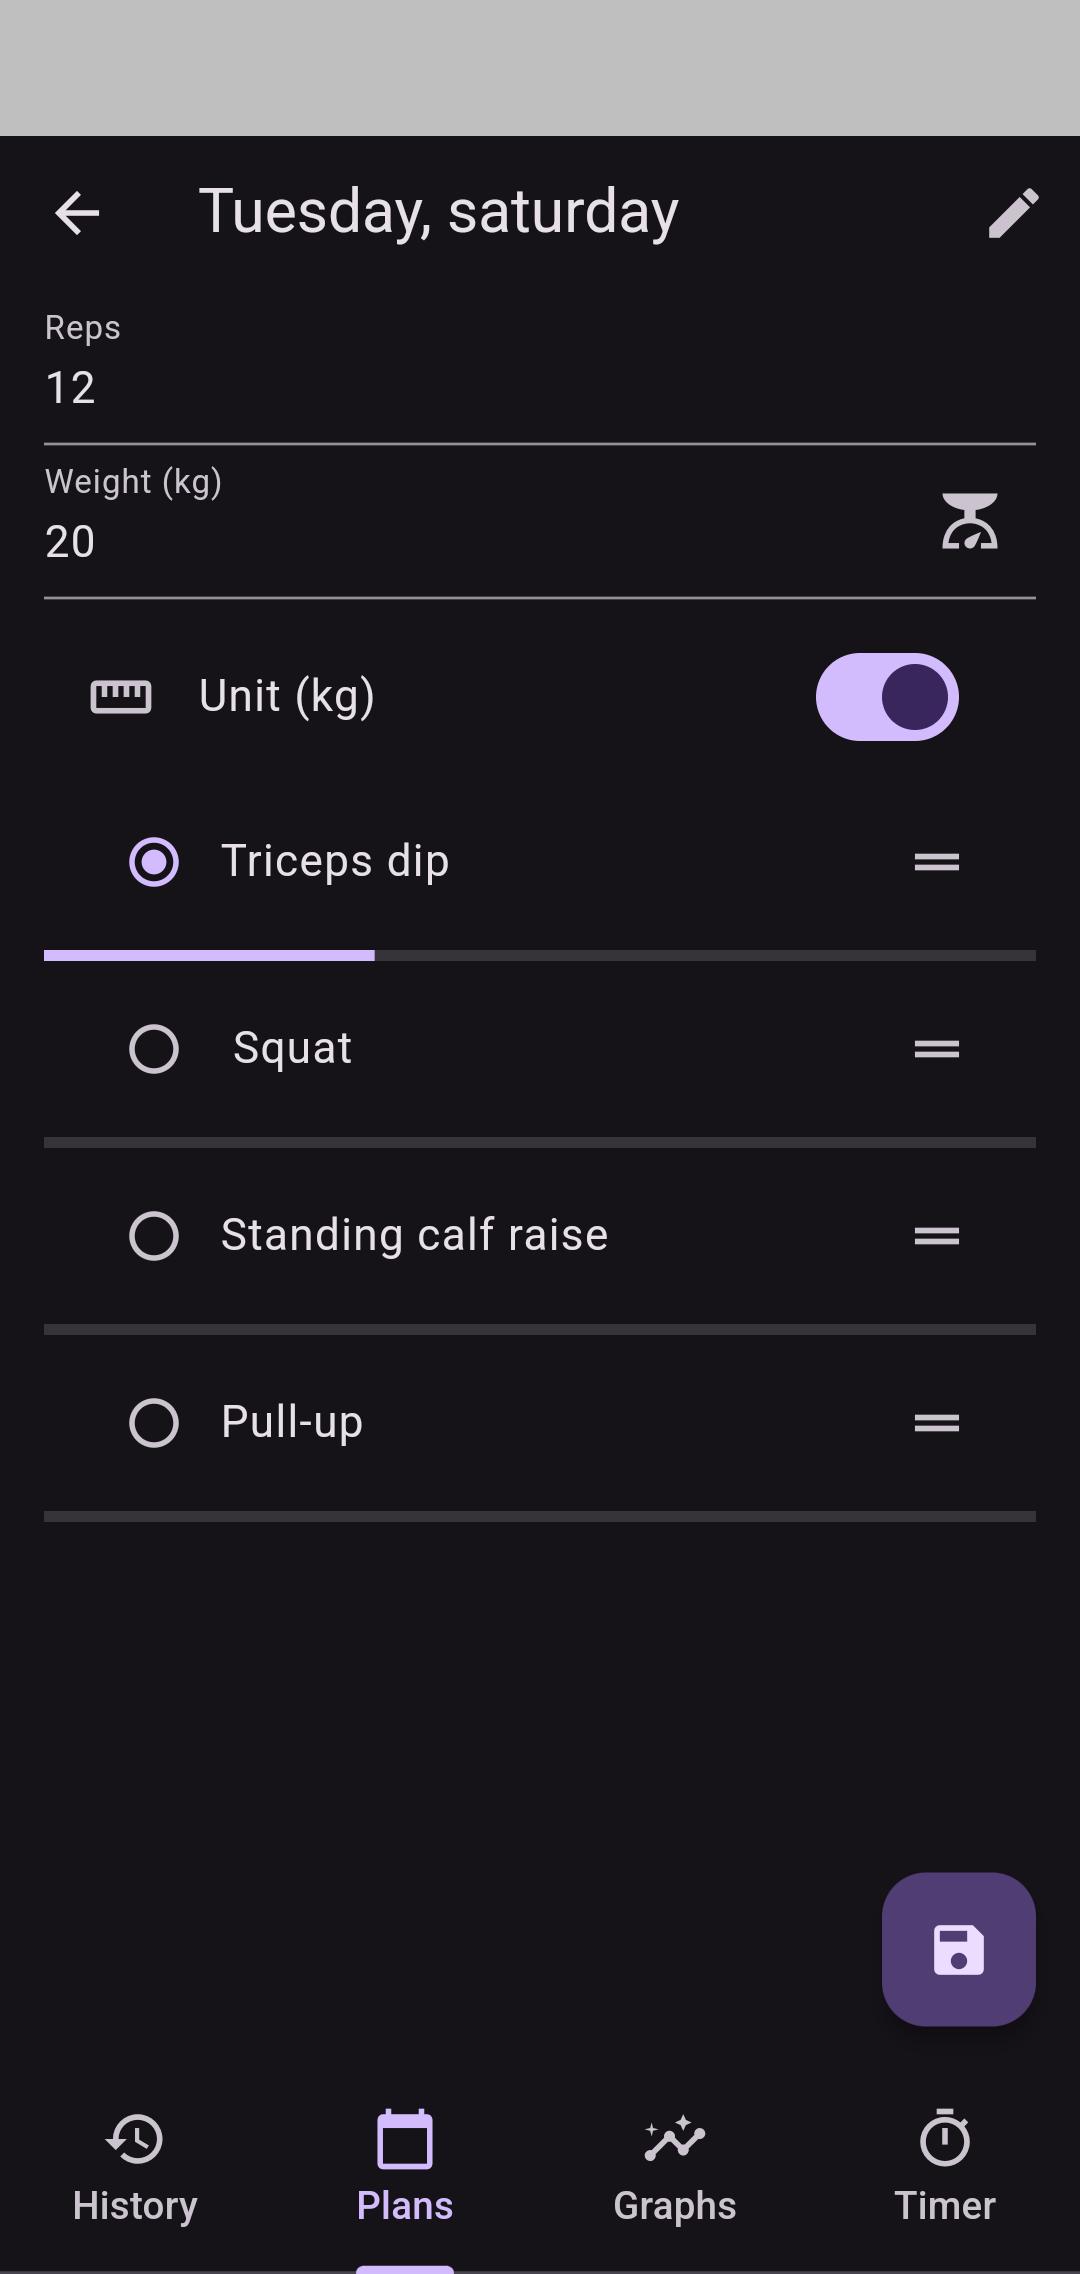 Tuesday, saturday
Reps
12
Weight (kg)
20
Unit (kg)
Triceps dip
Squat
Standing calf raise
Pull-up
History
Plans
Graphs
Timer